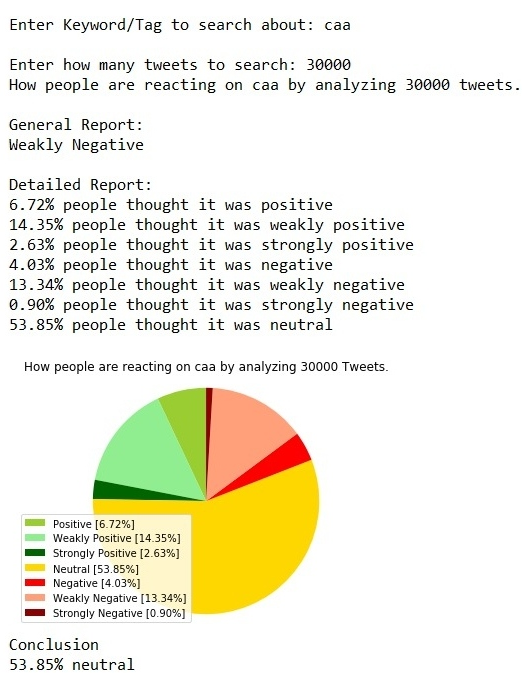 Enter Keyword/Tag to search about: caa
Enter how many tweets to search: 30000
How people are reacting on caa by analyzing 30000 tweets.
General Report:
Weakly Negative
Detailed Report:
6.72% people thought it was positive
14.35% people thought it was weakly positive
2.63% people thought it was strongly positive
4.03% people thought it was negative
13.34% people thought it was weakly negative
0.90% people thought it was strongly negative
53.85% people thought it was neutral
How people are reacting on caa by analyzing 30000 Tweets.
Positive [6.72%]
Weakly Positive [14.35%]
Strongly Positive [2.63%]
Neutral [53.85%]
Negative [4.03%]
Weakly Negative [13.34%]
Strongly Negative [0.90%]
Conclusion
53.85% neutral